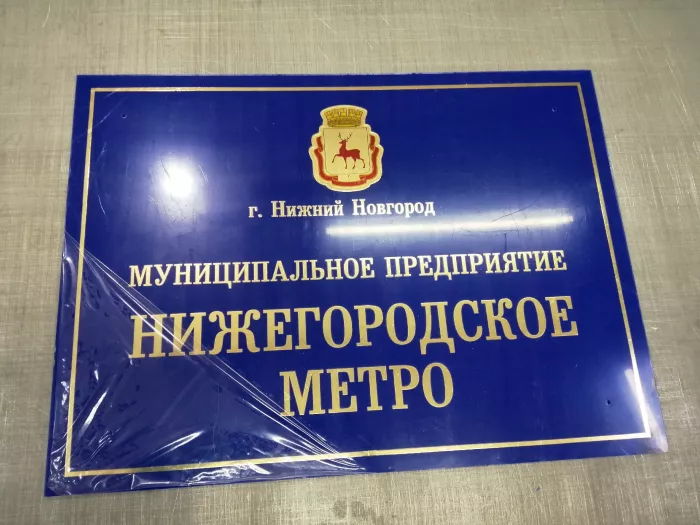 г. Нижний Новгород
МУНИЦИПАЛЬНОЕ ПРЕДПРИЯТИЕ
НИЖЕГОРОДСКОЕ
МЕТРО